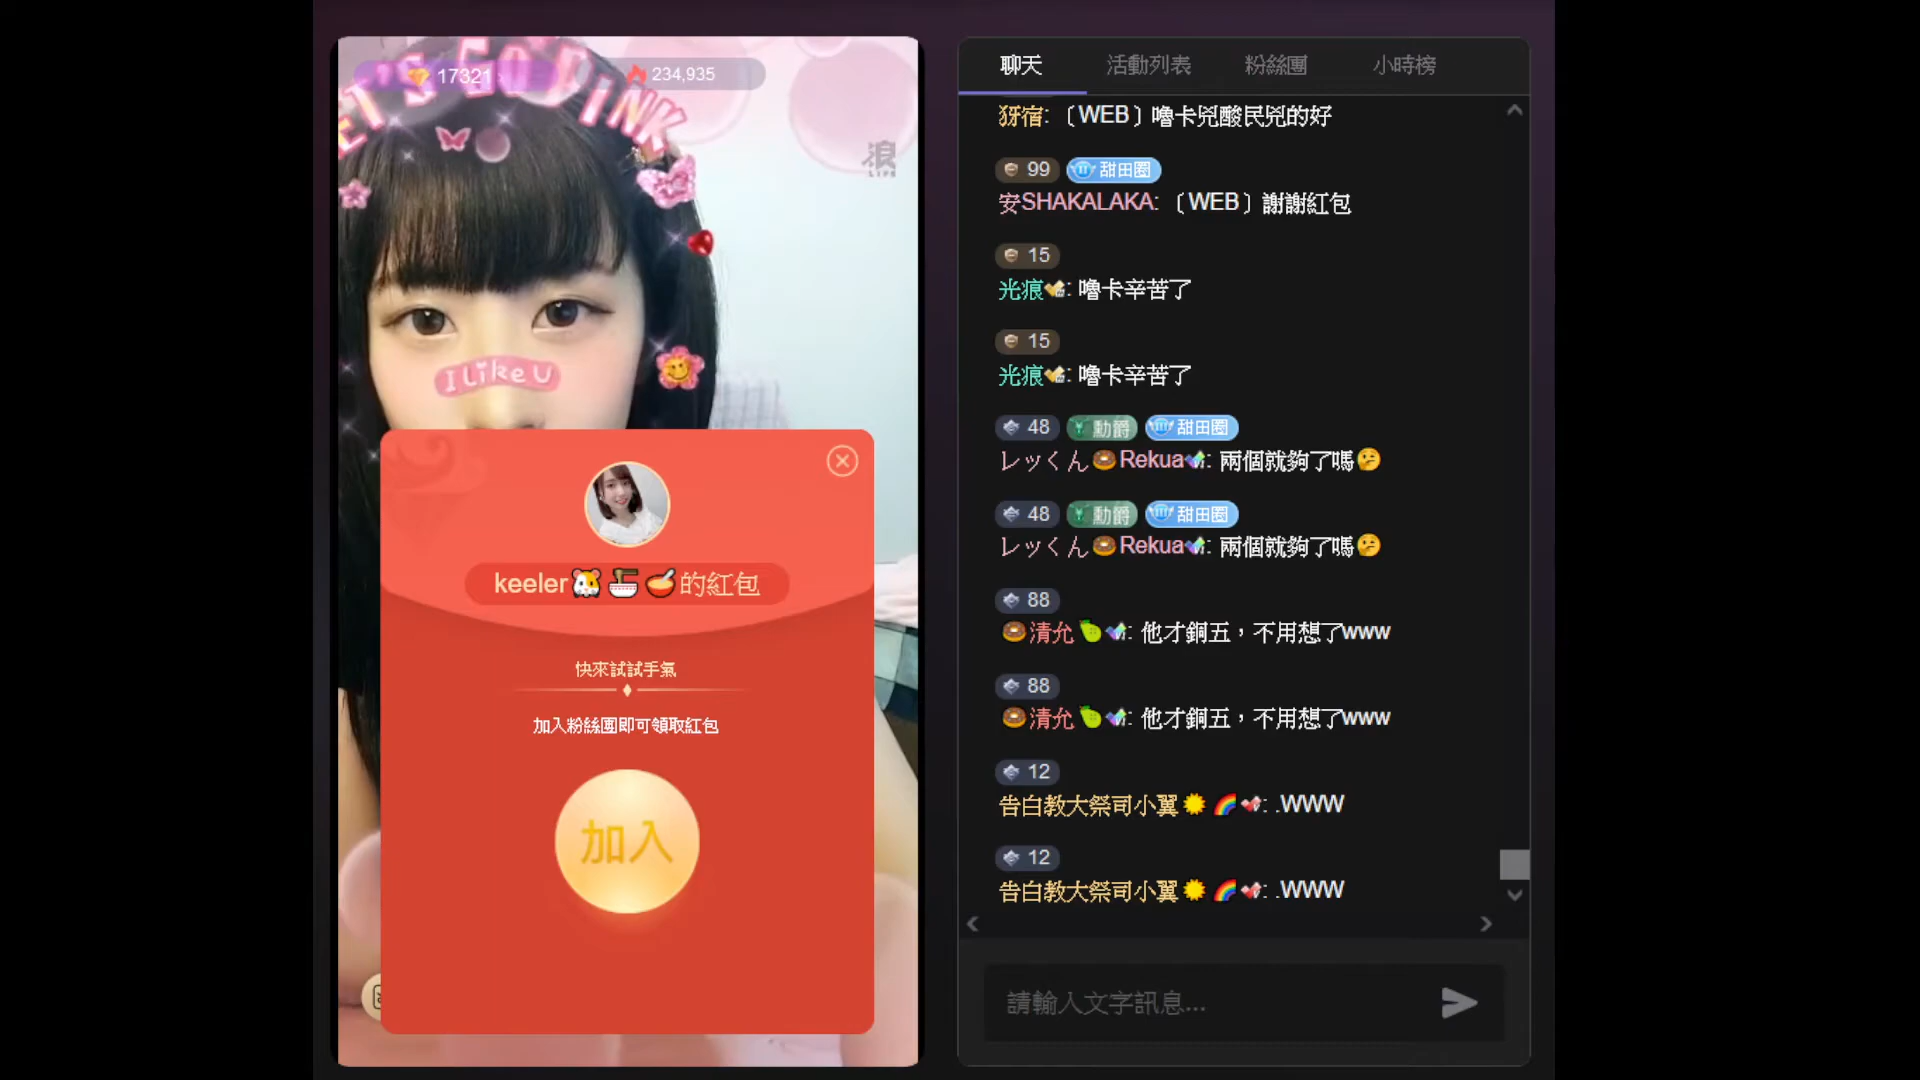 LET'S GO PINK
17321
234,935
浪
LIVE
I Like U
keeler🐹🍜🥣的紅包
快來試試手氣
加入粉絲團即可領取紅包
加入
聊天
活動列表
粉絲團
小時榜
犽宿: 〔WEB〕嚕卡兇酸民兇的好
99 甜田圈
安SHAKALAKA: 〔WEB〕謝謝紅包
15
光痕: 嚕卡辛苦了
15
光痕: 嚕卡辛苦了
48 勳爵 甜田圈
レッくん🍩Rekua: 兩個就夠了嗎🤔
48 勳爵 甜田圈
レッくん🍩Rekua: 兩個就夠了嗎🤔
88
🍩清允🍐: 他才銅五，不用想了www
88
🍩清允🍐: 他才銅五，不用想了www
12
告白教大祭司小翼☀🌈: .WWW
12
告白教大祭司小翼☀🌈: .WWW
請輸入文字訊息...